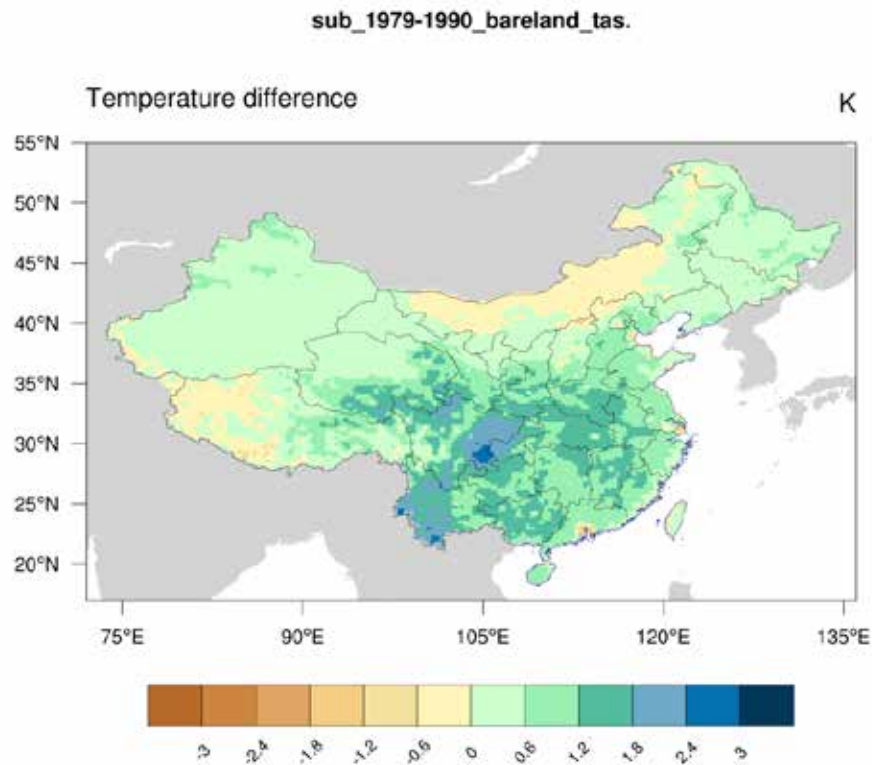 sub_1979-1990_bareland_tas.
Temperature difference K
55°N
50°N
45°N
40°N
35°N
30°N
25°N
20°N
75°E 90°E 105°E 120°E 135°E
-3 -2.4 -1.8 -1.2 -0.6 0 0.6 1.2 1.8 2.4 3